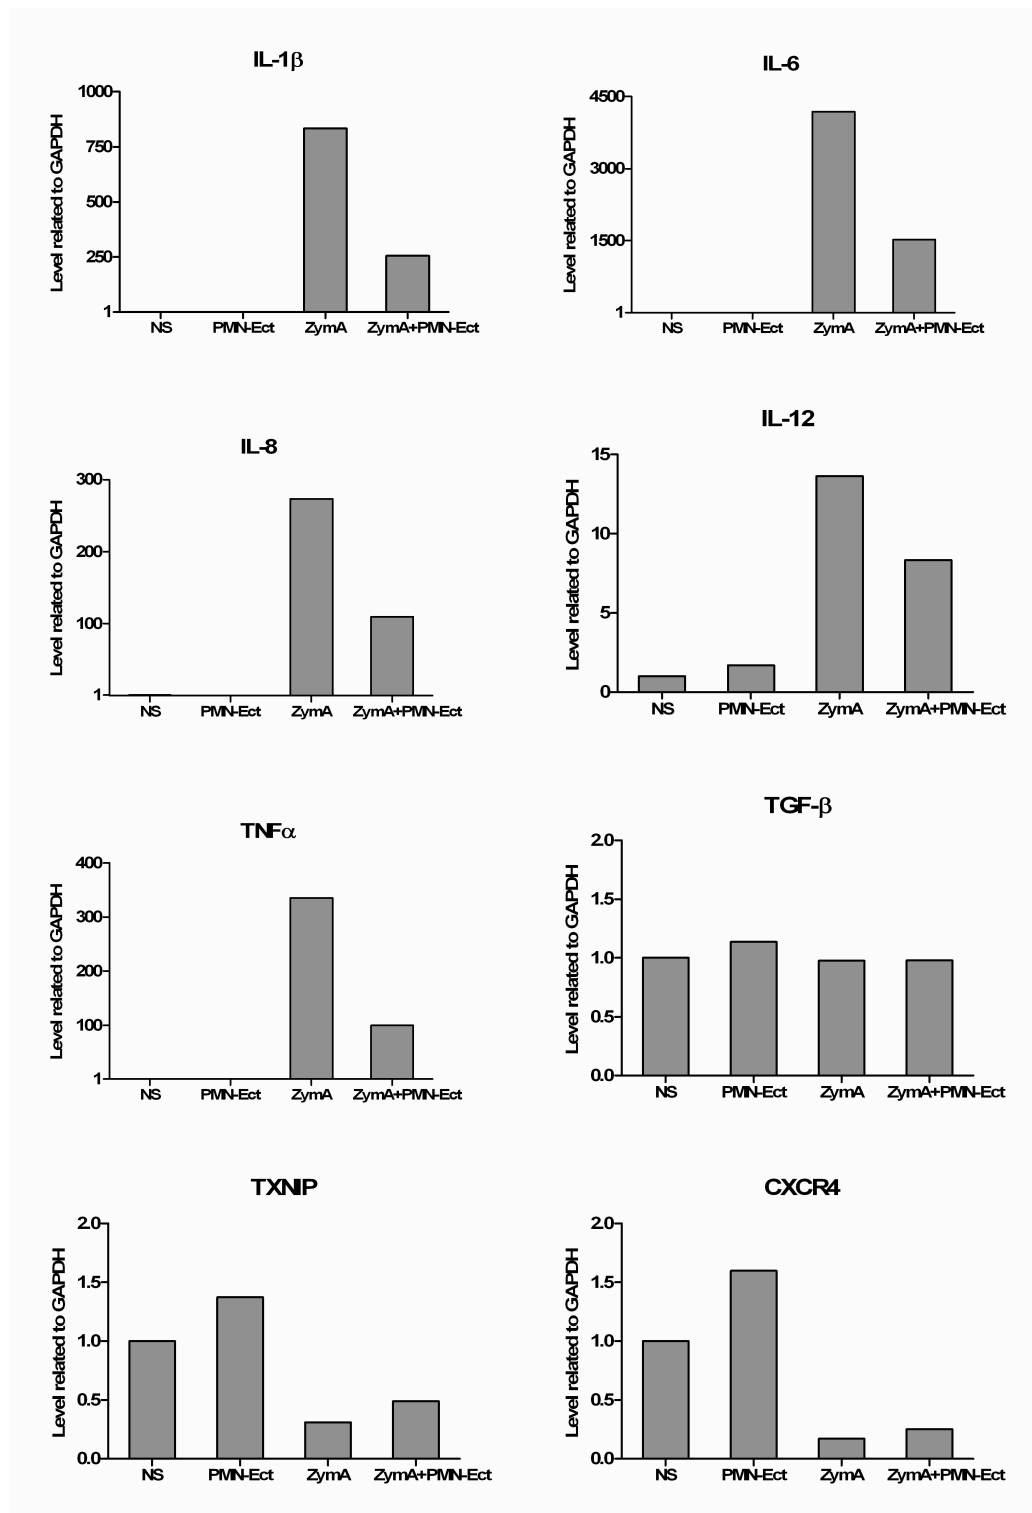 IL-1β
Level related to GAPDH
1000
750
500
250
1
NS PMN-Ect ZymA ZymA+PMN-Ect
IL-6
Level related to GAPDH
4500
3000
1500
1
NS PMN-Ect ZymA ZymA+PMN-Ect
IL-8
Level related to GAPDH
300
200
100
1
NS PMN-Ect ZymA ZymA+PMN-Ect
IL-12
Level related to GAPDH
15
10
5
0
NS PMN-Ect ZymA ZymA+PMN-Ect
TNFα
Level related to GAPDH
400
300
200
100
1
NS PMN-Ect ZymA ZymA+PMN-Ect
TGF-β
Level related to GAPDH
2.0
1.5
1.0
0.5
0.0
NS PMN-Ect ZymA ZymA+PMN-Ect
TXNIP
Level related to GAPDH
2.0
1.5
1.0
0.5
0.0
NS PMN-Ect ZymA ZymA+PMN-Ect
CXCR4
Level related to GAPDH
2.0
1.5
1.0
0.5
0.0
NS PMN-Ect ZymA ZymA+PMN-Ect